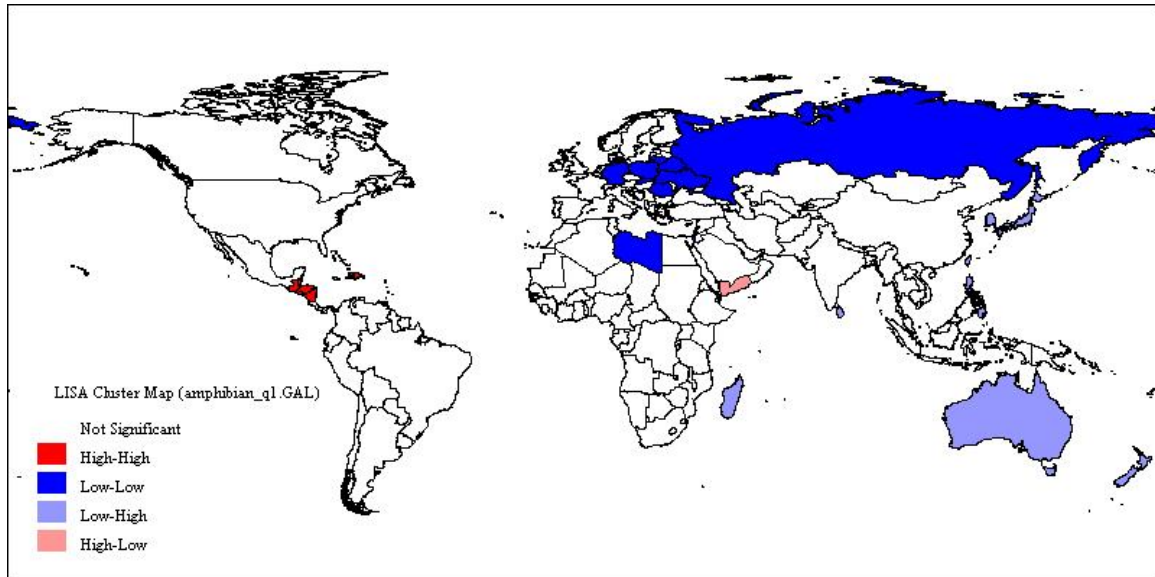 LISA Cluster Map (amphibian_q1.GAL)
Not Significant
High-High
Low-Low
Low-High
High-Low